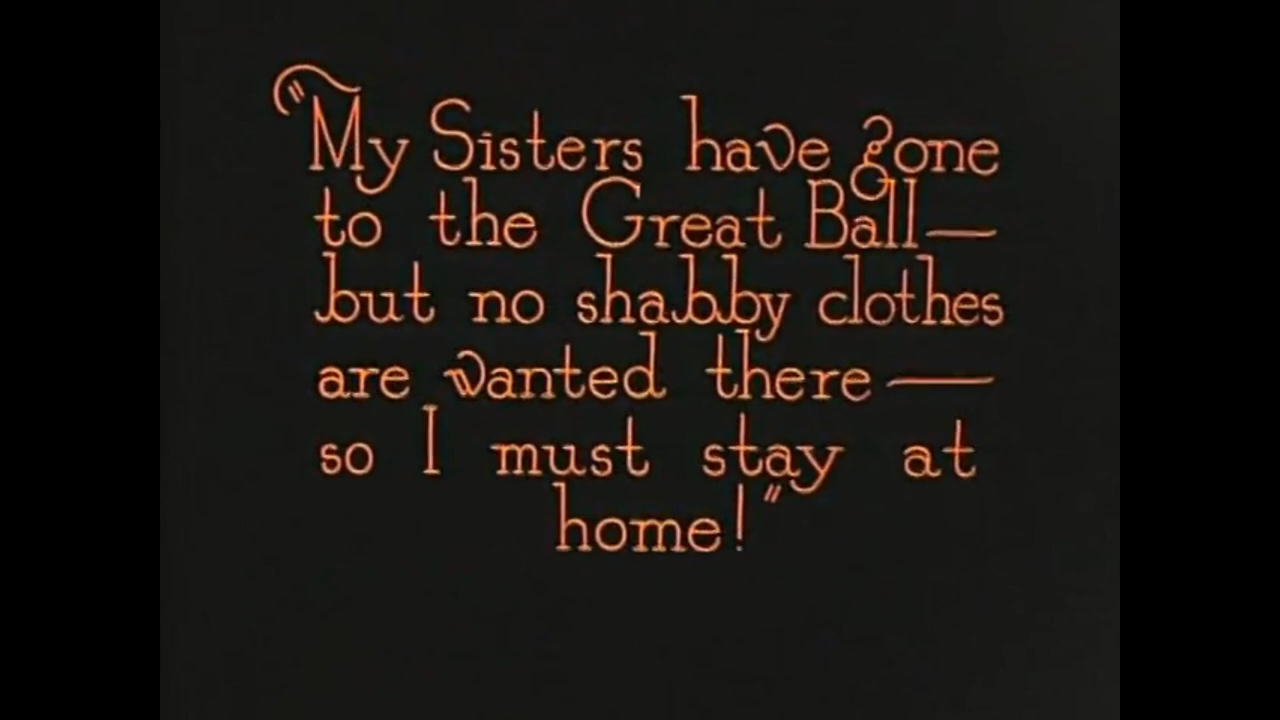 "My Sisters have gone
to the Great Ball—
but no shabby clothes
are wanted there—
so I must stay at
home!"